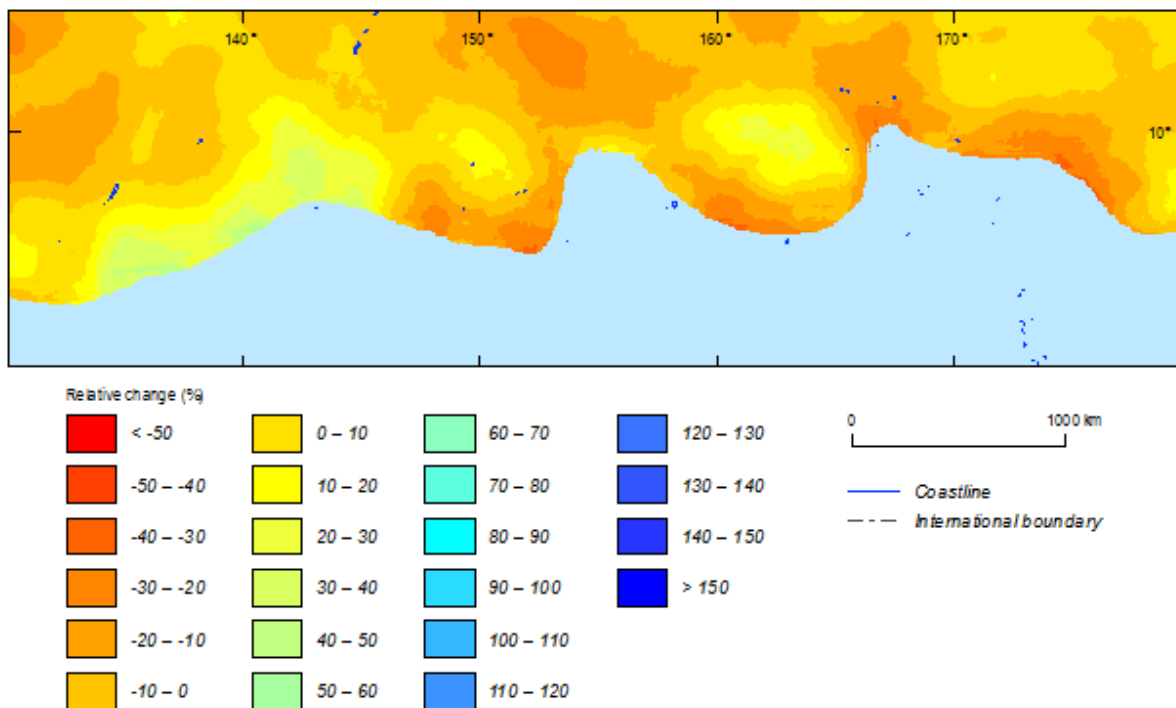 140°
150°
160°
170°
10°
Relative change (%)
< -50
-50 – -40
-40 – -30
-30 – -20
-20 – -10
-10 – 0
0 – 10
10 – 20
20 – 30
30 – 40
40 – 50
50 – 60
60 – 70
70 – 80
80 – 90
90 – 100
100 – 110
110 – 120
120 – 130
130 – 140
140 – 150
> 150
0
1000 km
Coastline
International boundary